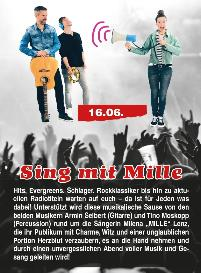 16.06.
Sing mit Mille
Hits, Evergreens, Schlager, Rockklassiker bis hin zu aktu-
ellen Radiotiteln warten auf euch – da ist für Jeden was
dabei! Unterstützt wird diese musikalische Sause von den
beiden Musikern Armin Seibert (Gitarre) und Tino Moskopp
(Percussion) rund um die Sängerin Milena „MILLE“ Lenz,
die ihr Publikum mit Charme, Witz und einer unglaublichen
Portion Herzblut verzaubern, es an die Hand nehmen und
durch einen unvergesslichen Abend voller Musik und Ge-
sang geleiten wird!